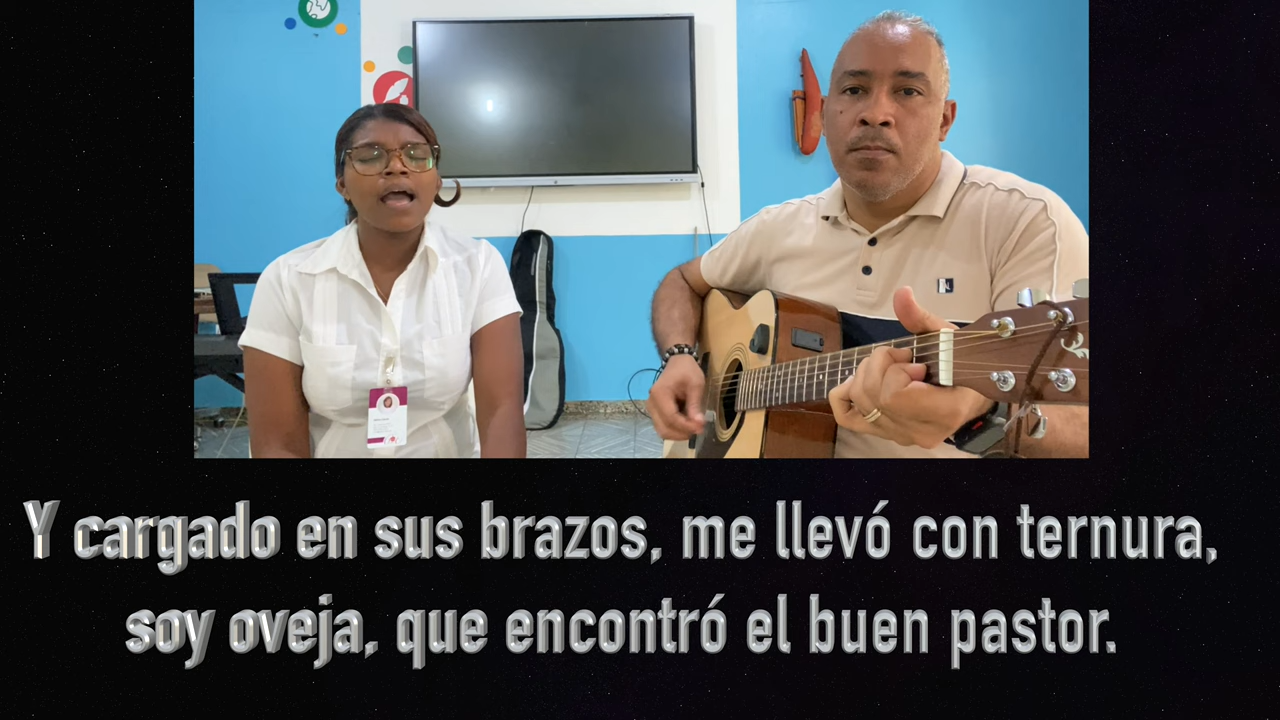 Y cargado en sus brazos, me llevó con ternura,
soy oveja, que encontró el buen pastor.